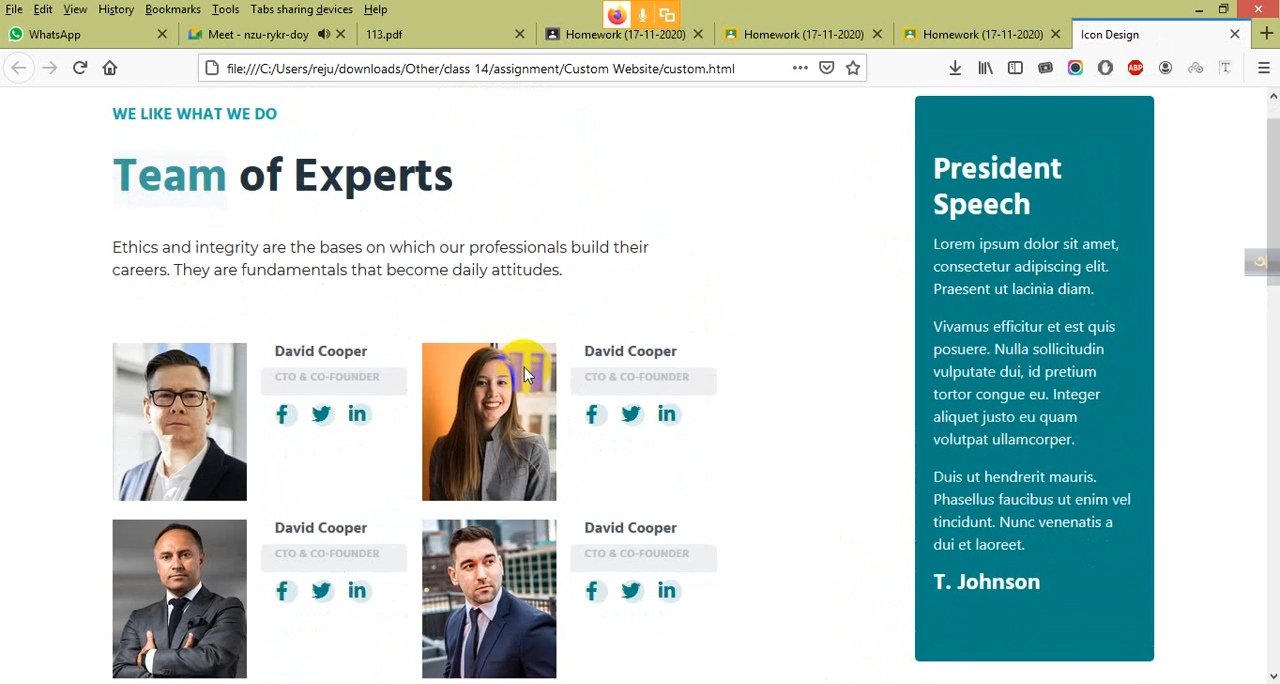 File Edit View History Bookmarks Tools Tabs sharing devices Help
WhatsApp
Meet - nzu-rykr-doy
113.pdf
Homework (17-11-2020)
Homework (17-11-2020)
Homework (17-11-2020)
Icon Design
file:///C:/Users/reju/downloads/Other/class 14/assignment/Custom Website/custom.html
ABP
WE LIKE WHAT WE DO
Team of Experts
Ethics and integrity are the bases on which our professionals build their
careers. They are fundamentals that become daily attitudes.
David Cooper
CTO & CO-FOUNDER
David Cooper
CTO & CO-FOUNDER
David Cooper
CTO & CO-FOUNDER
David Cooper
CTO & CO-FOUNDER
President
Speech
Lorem ipsum dolor sit amet,
consectetur adipiscing elit.
Praesent ut lacinia diam.
Vivamus efficitur et est quis
posuere. Nulla sollicitudin
vulputate dui, id pretium
tortor congue eu. Integer
aliquet justo eu quam
volutpat ullamcorper.
Duis ut hendrerit mauris.
Phasellus faucibus ut enim vel
tincidunt. Nunc venenatis a
dui et laoreet.
T. Johnson